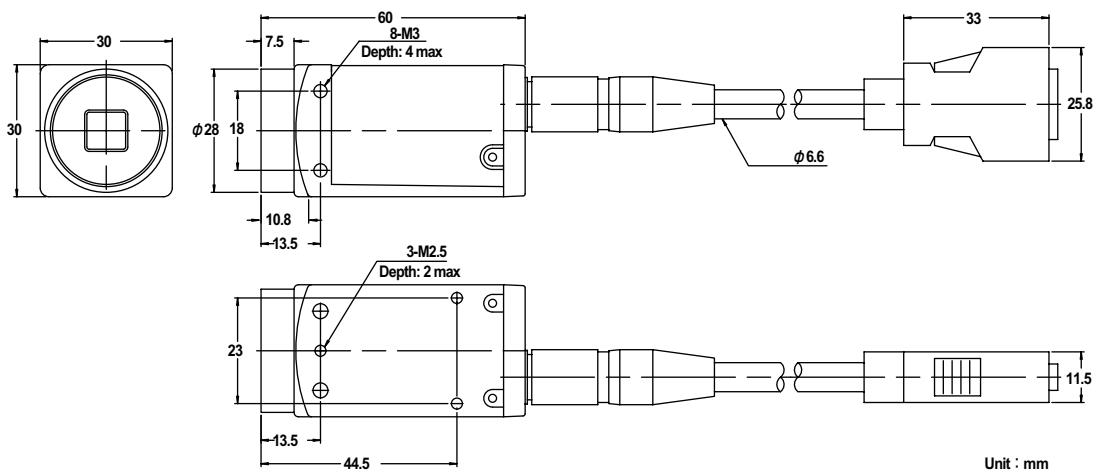 60
33
30
7.5
8-M3
Depth: 4 max
30
ϕ28
18
25.8
ϕ6.6
10.8
13.5
3-M2.5
Depth: 2 max
23
11.5
13.5
44.5
Unit : mm